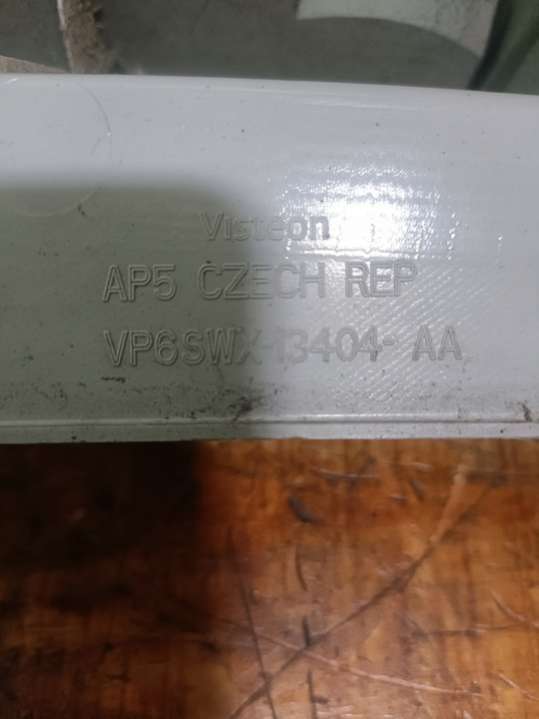 Visteon
AP5 CZECH REP
VP6SWX-13404- AA